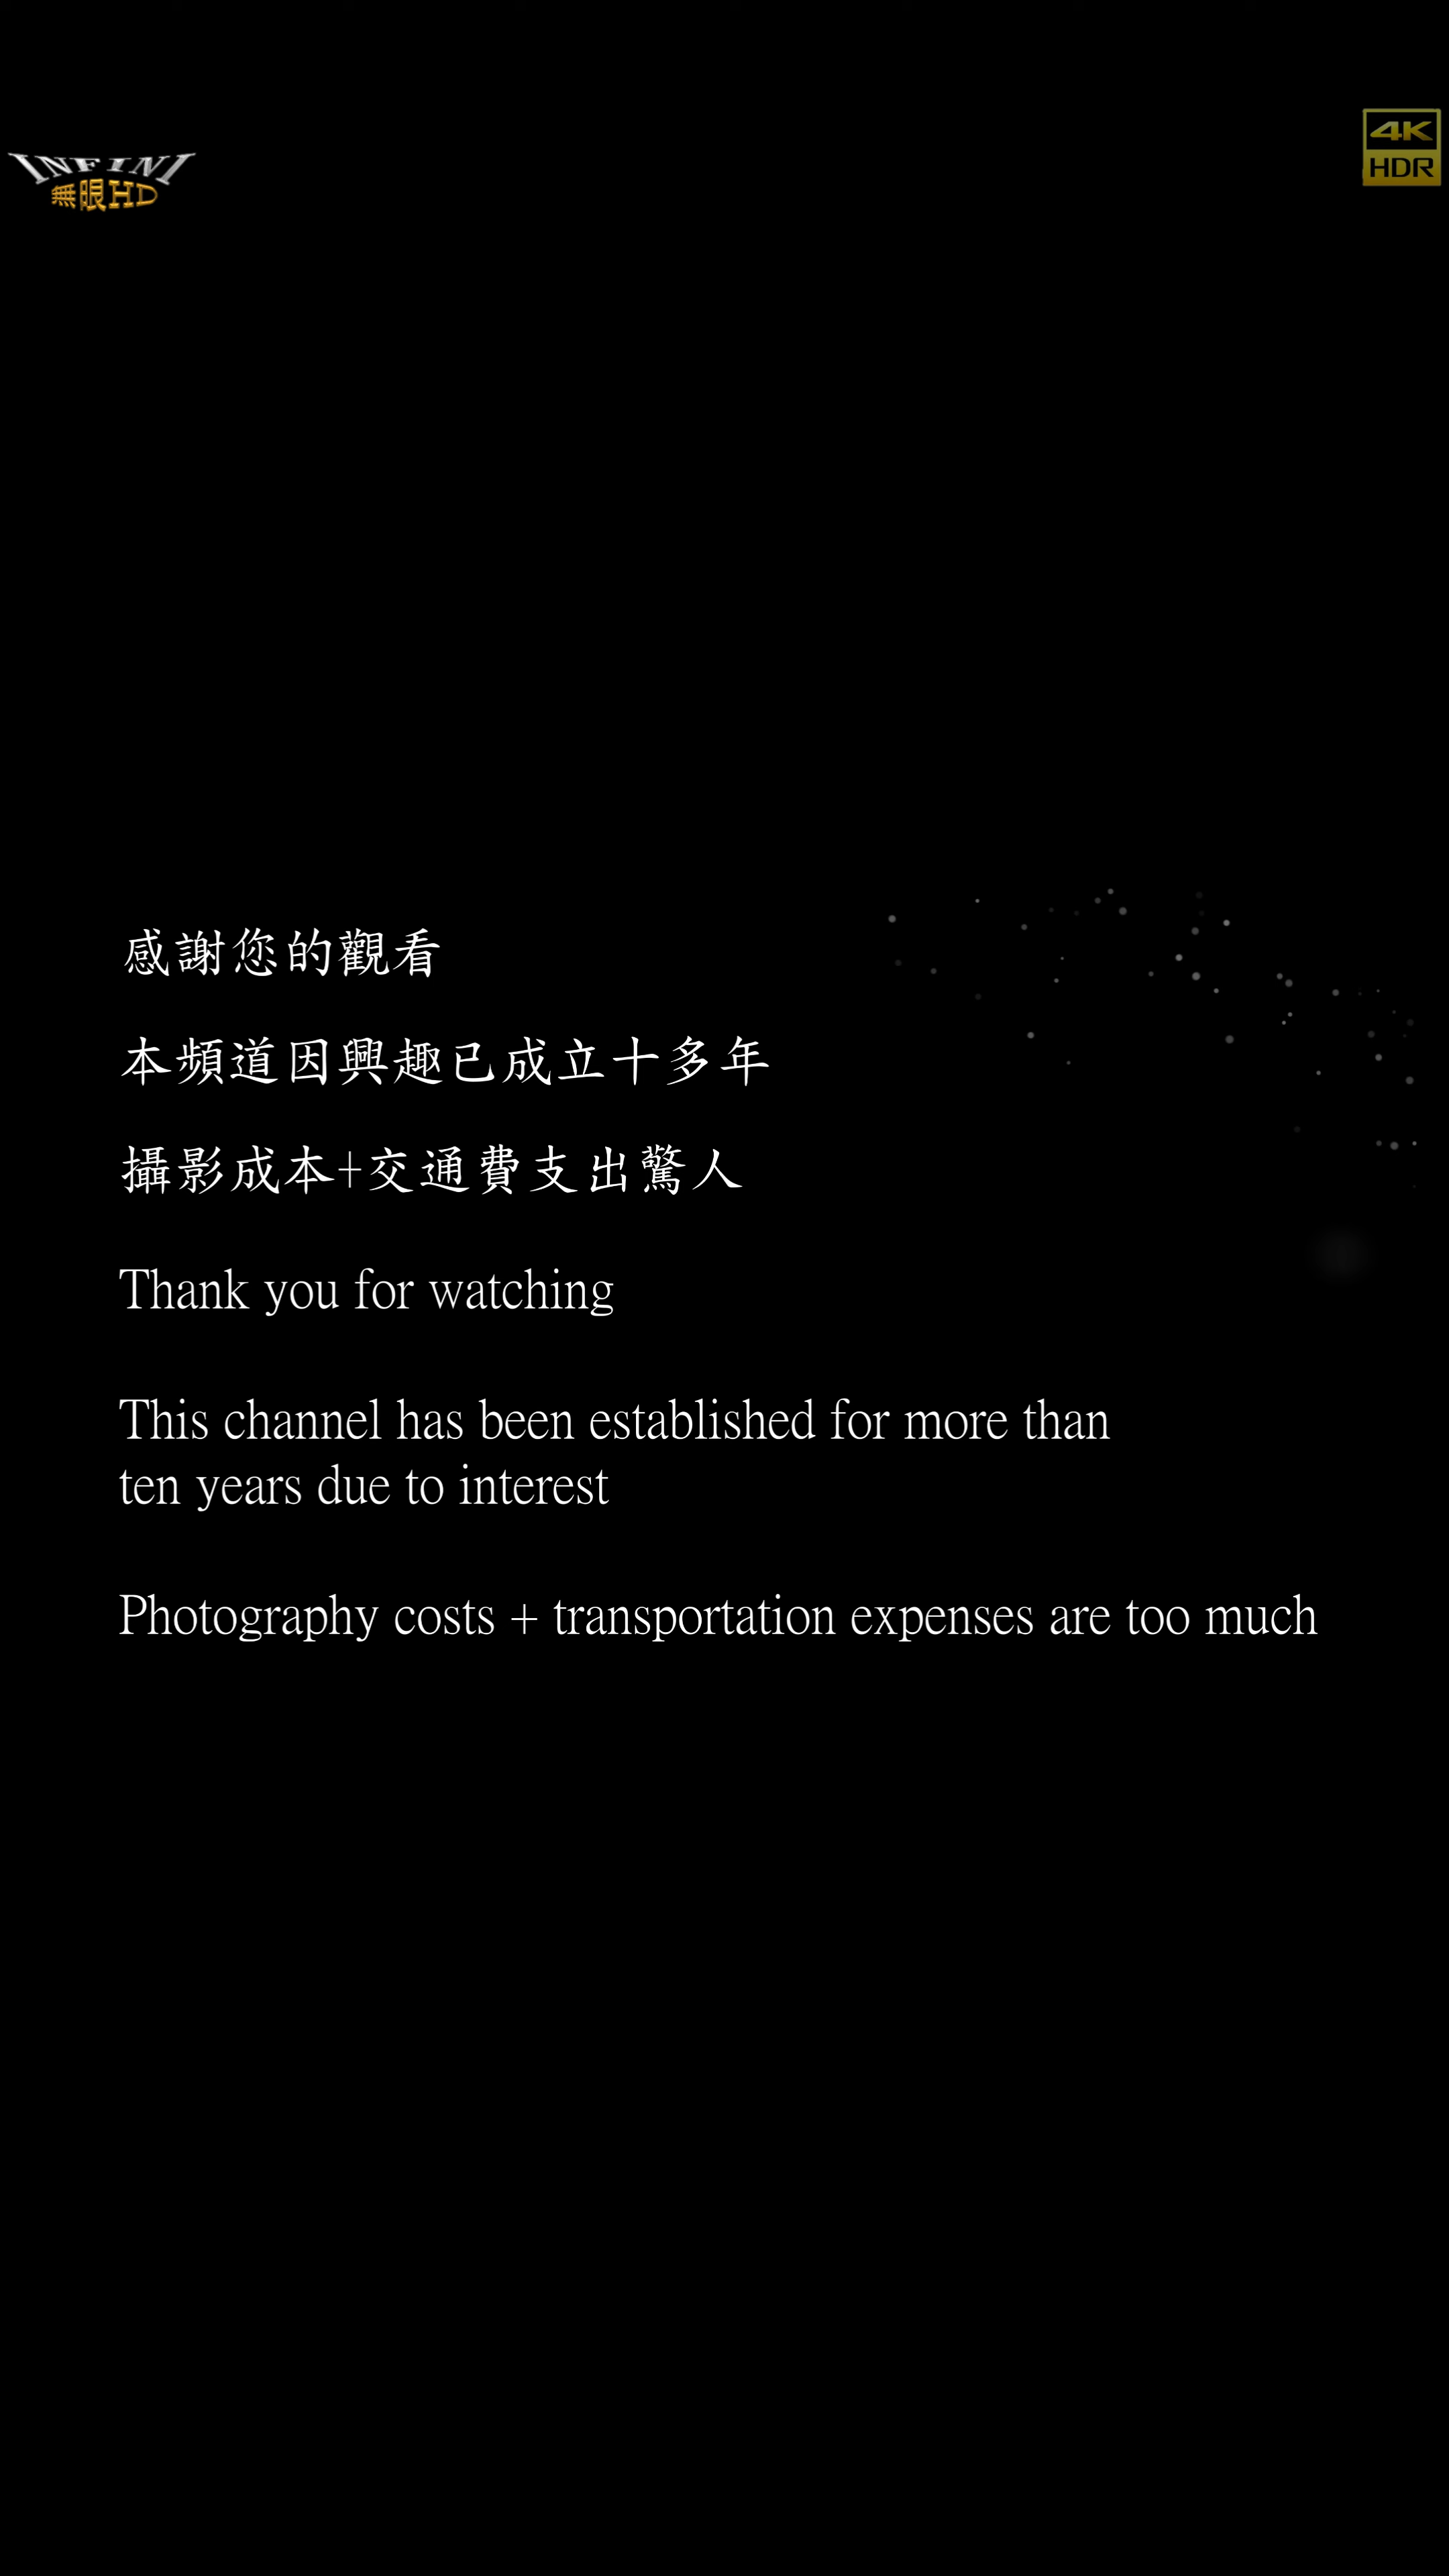 INFINI
無限HD
4K
HDR
感謝您的觀看
本頻道因興趣已成立十多年
攝影成本+交通費支出驚人
Thank you for watching
This channel has been established for more than
ten years due to interest
Photography costs + transportation expenses are too much